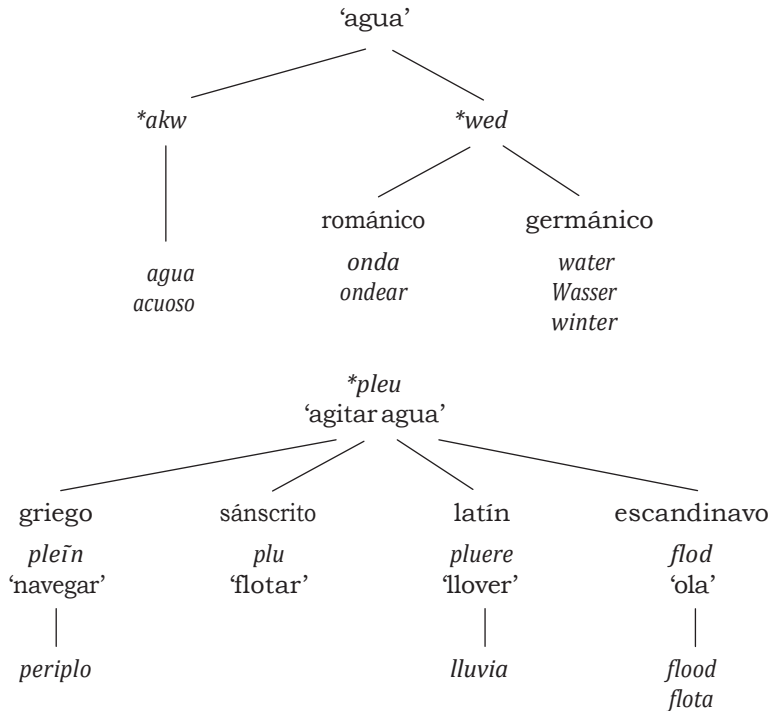 ‘agua’
*akw *wed
románico germánico
agua onda water
acuoso ondear Wasser
winter
*pleu
‘agitar agua’
griego sánscrito latín escandinavo
pleĩn plu pluere flod
‘navegar’ ‘flotar’ ‘llover’ ‘ola’
periplo lluvia flood
flota